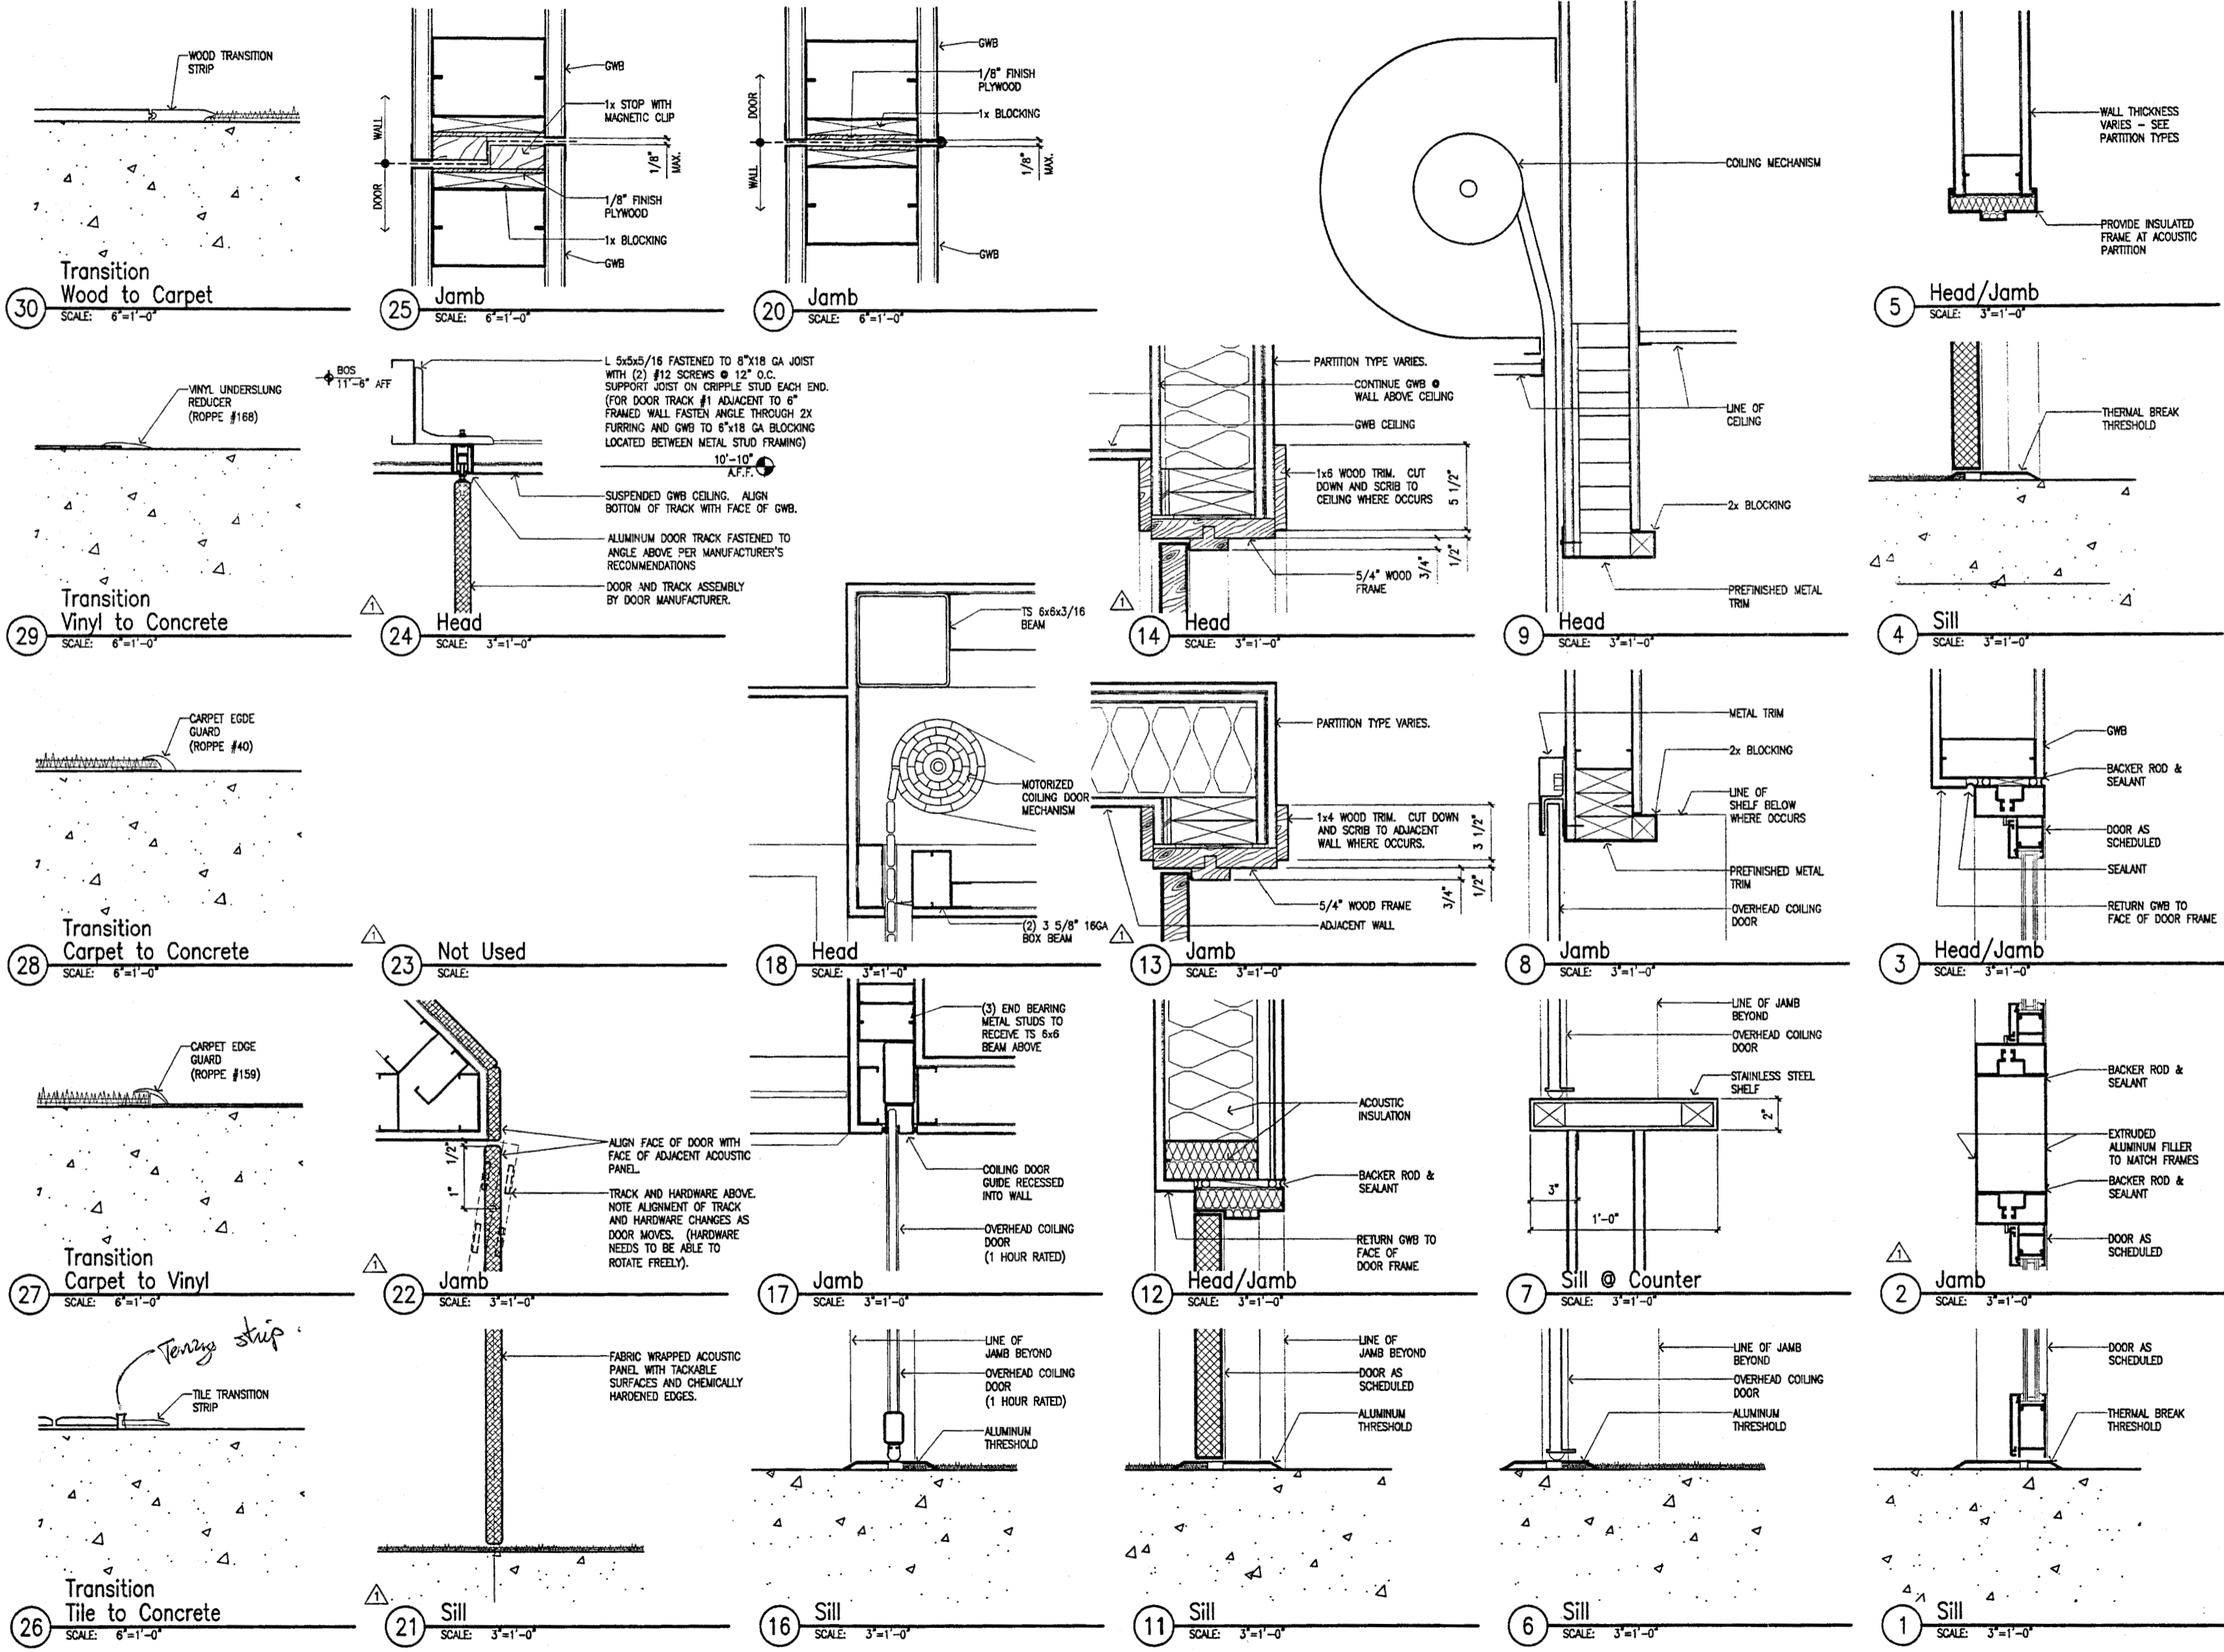 WOOD TRANSITION
STRIP
Transition
Wood to Carpet
30
SCALE: 6"=1'-0"
GWB
1x STOP WITH
MAGNETIC CLIP
WALL
DOOR
1/8"
MAX.
1/8" FINISH
PLYWOOD
1x BLOCKING
GWB
25
Jamb
SCALE: 6"=1'-0"
GWB
1/8" FINISH
PLYWOOD
1x BLOCKING
DOOR
WALL
1/8"
MAX.
GWB
20
Jamb
SCALE: 6"=1'-0"
COILING MECHANISM
LINE OF
CEILING
2x BLOCKING
PREFINISHED METAL
TRIM
9
Head
SCALE: 3"=1'-0"
WALL THICKNESS
VARIES - SEE
PARTITION TYPES
PROVIDE INSULATED
FRAME AT ACOUSTIC
PARTITION
5
Head/Jamb
SCALE: 3"=1'-0"
VINYL UNDERSLUNG
REDUCER
(ROPPE #168)
Transition
Vinyl to Concrete
29
SCALE: 6"=1'-0"
BOS
11'-6" AFF
L 5x5x5/16 FASTENED TO 8"X18 GA JOIST
WITH (2) #12 SCREWS @ 12" O.C.
SUPPORT JOIST ON CRIPPLE STUD EACH END.
(FOR DOOR TRACK #1 ADJACENT TO 6"
FRAMED WALL FASTEN ANGLE THROUGH 2X
FURRING AND GWB TO 6"x18 GA BLOCKING
LOCATED BETWEEN METAL STUD FRAMING)
10'-10"
A.F.F.
SUSPENDED GWB CEILING. ALIGN
BOTTOM OF TRACK WITH FACE OF GWB.
ALUMINUM DOOR TRACK FASTENED TO
ANGLE ABOVE PER MANUFACTURER'S
RECOMMENDATIONS
DOOR AND TRACK ASSEMBLY
BY DOOR MANUFACTURER.
1
24
Head
SCALE: 3"=1'-0"
PARTITION TYPE VARIES.
CONTINUE GWB @
WALL ABOVE CEILING
GWB CEILING
1x6 WOOD TRIM. CUT
DOWN AND SCRIB TO
CEILING WHERE OCCURS
5 1/2"
1/2"
3/4"
5/4" WOOD
FRAME
1
14
Head
SCALE: 3"=1'-0"
THERMAL BREAK
THRESHOLD
4
Sill
SCALE: 3"=1'-0"
CARPET EGDE
GUARD
(ROPPE #40)
Transition
Carpet to Concrete
28
SCALE: 6"=1'-0"
1
23
Not Used
SCALE:
TS 6x6x3/16
BEAM
MOTORIZED
COILING DOOR
MECHANISM
(2) 3 5/8" 16GA
BOX BEAM
18
Head
SCALE: 3"=1'-0"
PARTITION TYPE VARIES.
1x4 WOOD TRIM. CUT DOWN
AND SCRIB TO ADJACENT
WALL WHERE OCCURS.
3 1/2"
1/2"
3/4"
5/4" WOOD FRAME
ADJACENT WALL
1
13
Jamb
SCALE: 3"=1'-0"
METAL TRIM
2x BLOCKING
LINE OF
SHELF BELOW
WHERE OCCURS
PREFINISHED METAL
TRIM
OVERHEAD COILING
DOOR
8
Jamb
SCALE: 3"=1'-0"
GWB
BACKER ROD &
SEALANT
DOOR AS
SCHEDULED
SEALANT
RETURN GWB TO
FACE OF DOOR FRAME
3
Head/Jamb
SCALE: 3"=1'-0"
CARPET EDGE
GUARD
(ROPPE #159)
Transition
Carpet to Vinyl
27
SCALE: 6"=1'-0"
1/2"
1"
ALIGN FACE OF DOOR WITH
FACE OF ADJACENT ACOUSTIC
PANEL.
TRACK AND HARDWARE ABOVE.
NOTE ALIGNMENT OF TRACK
AND HARDWARE CHANGES AS
DOOR MOVES. (HARDWARE
NEEDS TO BE ABLE TO
ROTATE FREELY).
1
22
Jamb
SCALE: 3"=1'-0"
(3) END BEARING
METAL STUDS TO
RECEIVE TS 6x6
BEAM ABOVE
COILING DOOR
GUIDE RECESSED
INTO WALL
OVERHEAD COILING
DOOR
(1 HOUR RATED)
17
Jamb
SCALE: 3"=1'-0"
ACOUSTIC
INSULATION
BACKER ROD &
SEALANT
RETURN GWB TO
FACE OF
DOOR FRAME
12
Head/Jamb
SCALE: 3"=1'-0"
LINE OF JAMB
BEYOND
OVERHEAD COILING
DOOR
STAINLESS STEEL
SHELF
2"
3"
1'-0"
7
Sill @ Counter
SCALE: 3"=1'-0"
BACKER ROD &
SEALANT
EXTRUDED
ALUMINUM FILLER
TO MATCH FRAMES
BACKER ROD &
SEALANT
DOOR AS
SCHEDULED
1
2
Jamb
SCALE: 3"=1'-0"
strip
TILE TRANSITION
STRIP
Transition
Tile to Concrete
26
SCALE: 6"=1'-0"
FABRIC WRAPPED ACOUSTIC
PANEL WITH TACKABLE
SURFACES AND CHEMICALLY
HARDENED EDGES.
1
21
Sill
SCALE: 3"=1'-0"
LINE OF
JAMB BEYOND
OVERHEAD COILING
DOOR
(1 HOUR RATED)
ALUMINUM
THRESHOLD
16
Sill
SCALE: 3"=1'-0"
LINE OF
JAMB BEYOND
DOOR AS
SCHEDULED
ALUMINUM
THRESHOLD
11
Sill
SCALE: 3"=1'-0"
LINE OF JAMB
BEYOND
OVERHEAD COILING
DOOR
ALUMINUM
THRESHOLD
6
Sill
SCALE: 3"=1'-0"
DOOR AS
SCHEDULED
THERMAL BREAK
THRESHOLD
1
Sill
SCALE: 3"=1'-0"